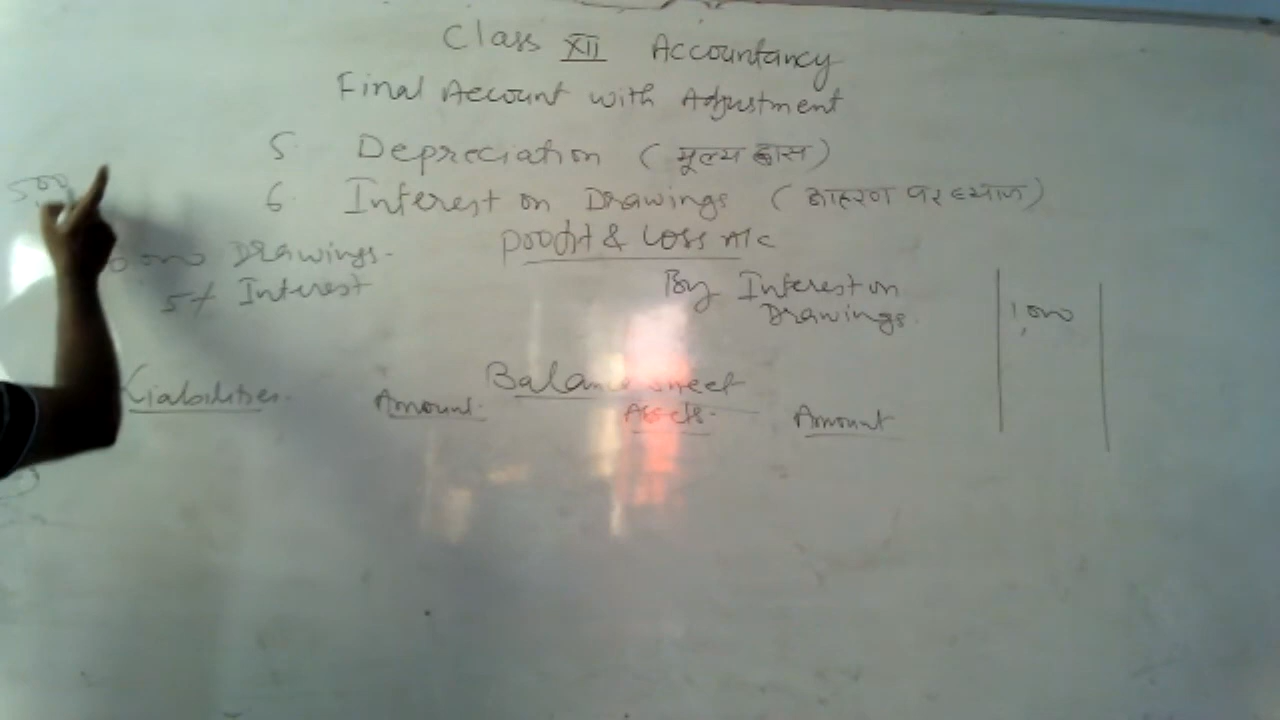 Class XII Accountancy
Final Account with Adjustment
5. Depreciation (मूल्य ह्रास)
6. Interest on Drawings (आहरण पर ब्याज)
Profit & Loss A/c
Drawings.
5% Interest
By Interest on
Drawings. 1,000
Balance Sheet
Liabilities. Amount. Assets. Amount